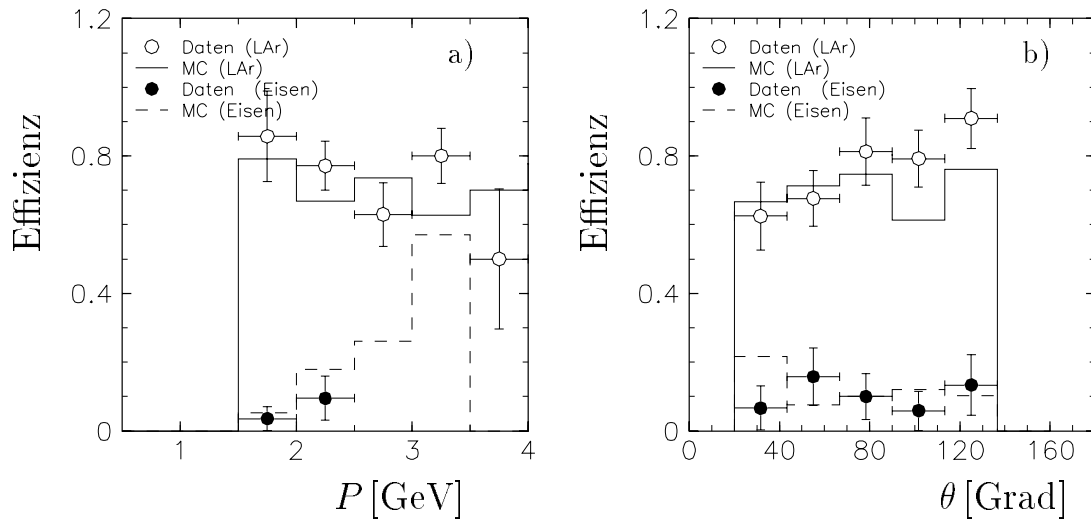 1.2
0.8
0.4
0
Effizienz
Daten (LAr)
MC (LAr)
Daten (Eisen)
MC (Eisen)
a)
1 2 3 4
P [GeV]
1.2
0.8
0.4
0
Effizienz
Daten (LAr)
MC (LAr)
Daten (Eisen)
MC (Eisen)
b)
0 40 80 120 160
θ [Grad]